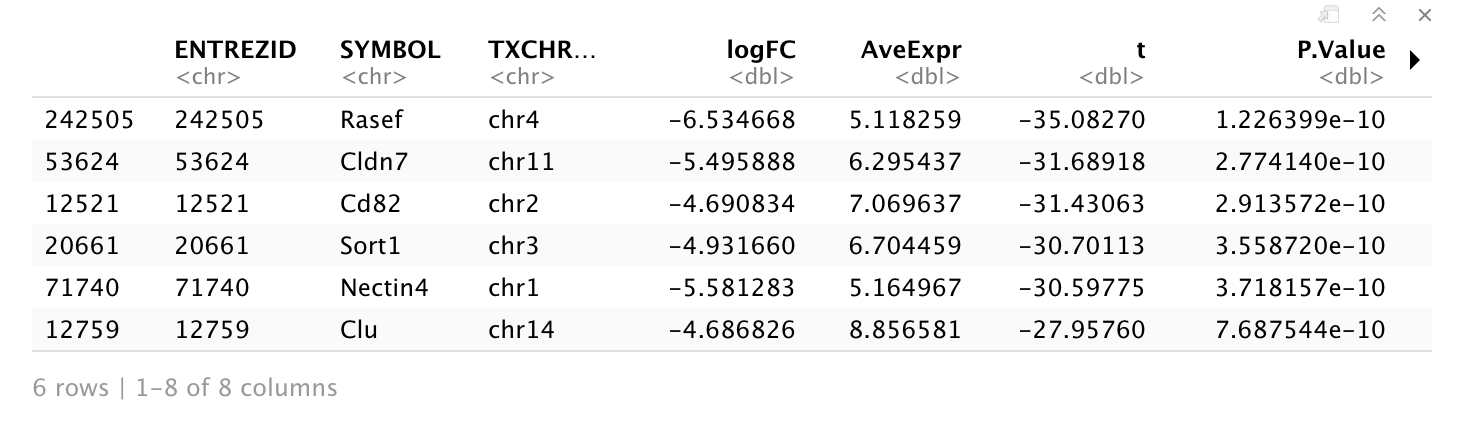 ENTREZID SYMBOL TXCHR... logFC AveExpr t P.Value
<chr> <chr> <chr> <dbl> <dbl> <dbl> <dbl>
242505 242505 Rasef chr4 −6.534668 5.118259 −35.08270 1.226399e−10
53624 53624 Cldn7 chr11 −5.495888 6.295437 −31.68918 2.774140e−10
12521 12521 Cd82 chr2 −4.690834 7.069637 −31.43063 2.913572e−10
20661 20661 Sort1 chr3 −4.931660 6.704459 −30.70113 3.558720e−10
71740 71740 Nectin4 chr1 −5.581283 5.164967 −30.59775 3.718157e−10
12759 12759 Clu chr14 −4.686826 8.856581 −27.95760 7.687544e−10
6 rows | 1−8 of 8 columns